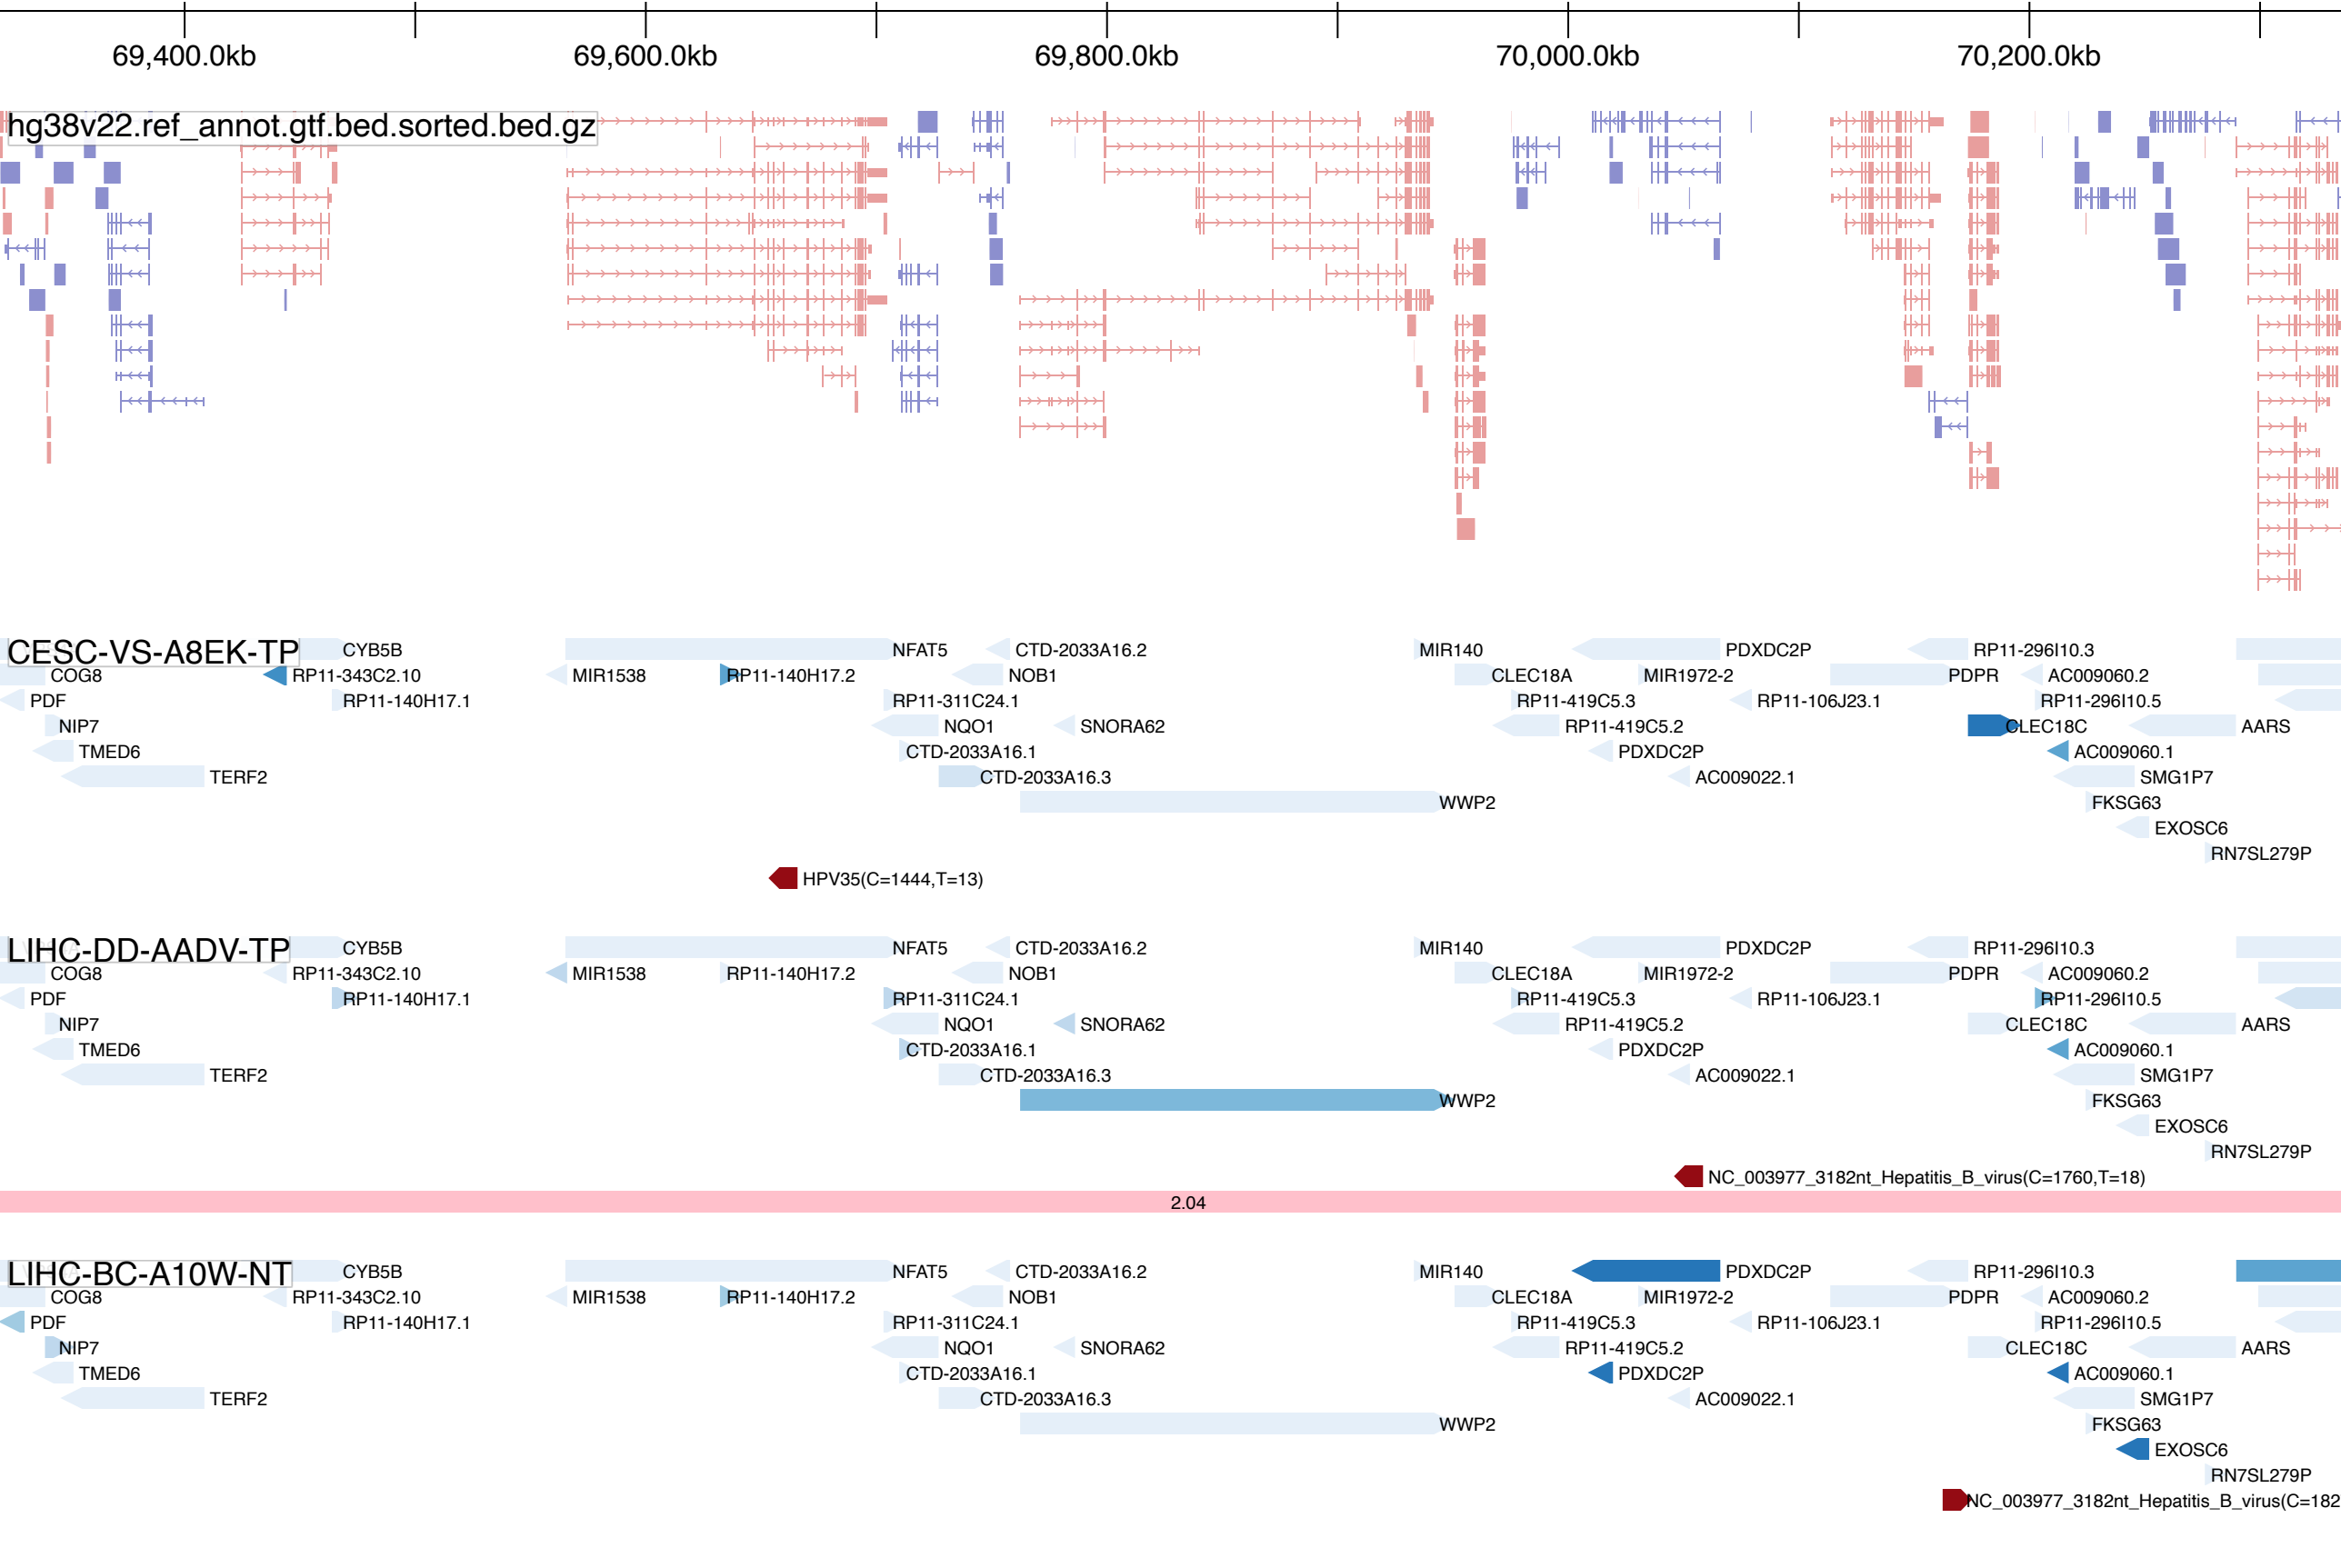 69,400.0kb 69,600.0kb 69,800.0kb 70,000.0kb 70,200.0kb
hg38v22.ref_annot.gtf.bed.sorted.bed.gz
CESC-VS-A8EK-TP
CYB5B NFAT5 CTD-2033A16.2 MIR140 PDXDC2P RP11-296I10.3
COG8 RP11-343C2.10 MIR1538 RP11-140H17.2 NOB1 CLEC18A MIR1972-2 PDPR AC009060.2
PDF RP11-140H17.1 RP11-311C24.1 RP11-419C5.3 RP11-106J23.1 RP11-296I10.5
NIP7 NQO1 SNORA62 RP11-419C5.2 CLEC18C AARS
TMED6 CTD-2033A16.1 PDXDC2P AC009060.1
TERF2 CTD-2033A16.3 AC009022.1 SMG1P7
WWP2 FKSG63
EXOSC6
RN7SL279P
HPV35(C=1444,T=13)
LIHC-DD-AADV-TP
CYB5B NFAT5 CTD-2033A16.2 MIR140 PDXDC2P RP11-296I10.3
COG8 RP11-343C2.10 MIR1538 RP11-140H17.2 NOB1 CLEC18A MIR1972-2 PDPR AC009060.2
PDF RP11-140H17.1 RP11-311C24.1 RP11-419C5.3 RP11-106J23.1 RP11-296I10.5
NIP7 NQO1 SNORA62 RP11-419C5.2 CLEC18C AARS
TMED6 CTD-2033A16.1 PDXDC2P AC009060.1
TERF2 CTD-2033A16.3 AC009022.1 SMG1P7
WWP2 FKSG63
EXOSC6
RN7SL279P
NC_003977_3182nt_Hepatitis_B_virus(C=1760,T=18)
2.04
LIHC-BC-A10W-NT
CYB5B NFAT5 CTD-2033A16.2 MIR140 PDXDC2P RP11-296I10.3
COG8 RP11-343C2.10 MIR1538 RP11-140H17.2 NOB1 CLEC18A MIR1972-2 PDPR AC009060.2
PDF RP11-140H17.1 RP11-311C24.1 RP11-419C5.3 RP11-106J23.1 RP11-296I10.5
NIP7 NQO1 SNORA62 RP11-419C5.2 CLEC18C AARS
TMED6 CTD-2033A16.1 PDXDC2P AC009060.1
TERF2 CTD-2033A16.3 AC009022.1 SMG1P7
WWP2 FKSG63
EXOSC6
RN7SL279P
NC_003977_3182nt_Hepatitis_B_virus(C=182